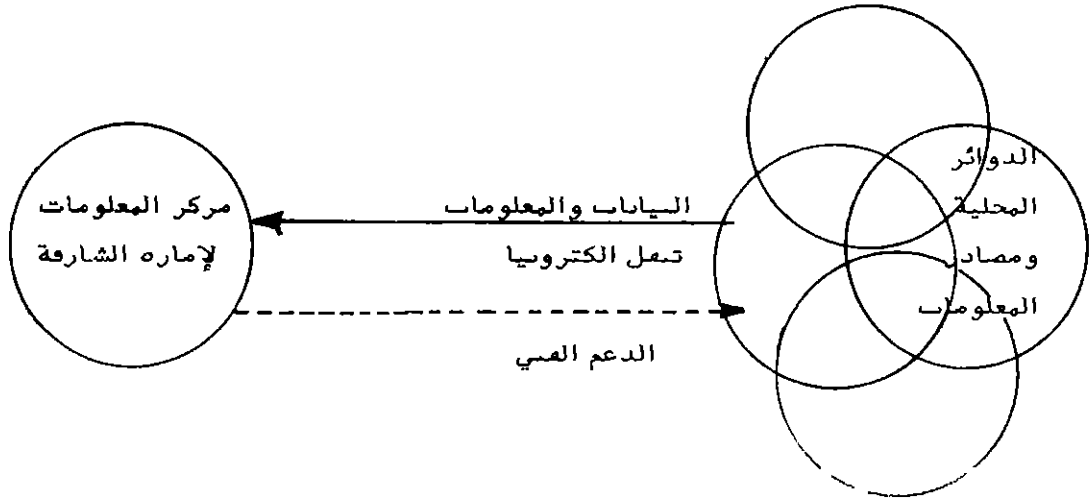 الدوائر
المحلية
ومصادر
المعلومات
البيانات والمعلومات
تنقل الكترونيا
الدعم الفني
مركز المعلومات
لإمارة الشارقة